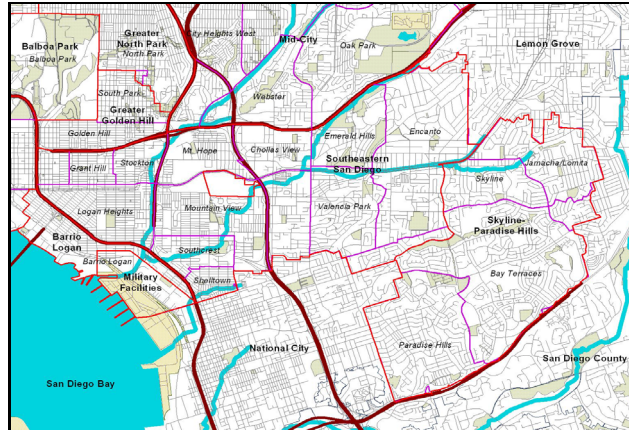 Greater
North Park
North Park
City Heights West
Mid-City
Oak Park
Lemon Grove
Balboa Park
Balboa Park
South Park
Greater
Golden Hill
Webster
Golden Hill
Emerald Hills
Encanto
Stockton
Mt. Hope
Chollas View
Southeastern
San Diego
Grant Hill
Jamacha/Lomita
Skyline
Logan Heights
Mountain View
Valencia Park
Skyline-
Paradise Hills
Barrio
Logan
Southcrest
Barrio Logan
Military
Facilities
Shelltown
Bay Terraces
National City
Paradise Hills
San Diego County
San Diego Bay